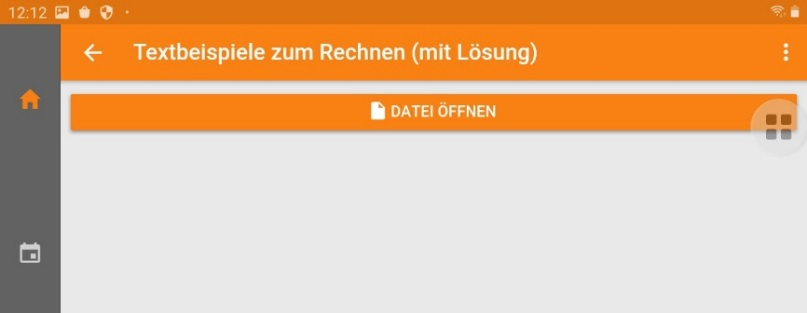 12:12
Textbeispiele zum Rechnen (mit Lösung)
DATEI ÖFFNEN